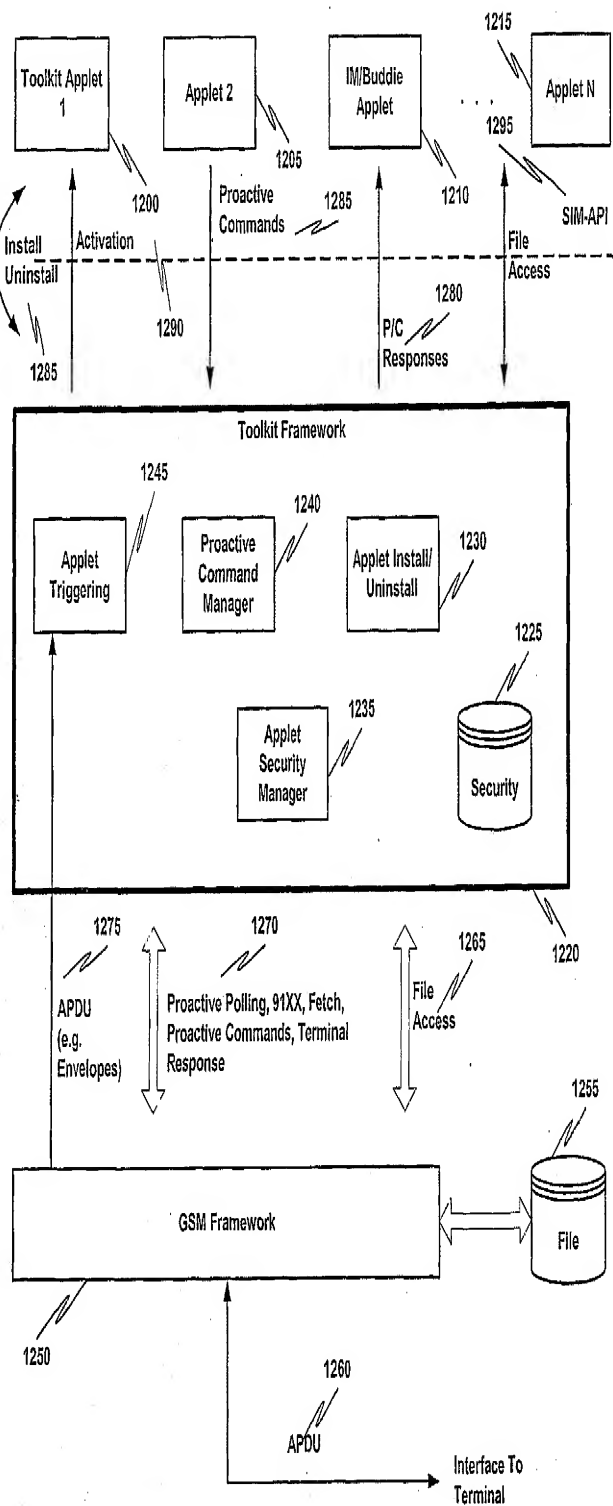 1215
Toolkit Applet
1
Applet 2
IM/Buddie
Applet
. . .
Applet N
1295
1205
1200
1210
SIM-API
Install
Uninstall
Activation
Proactive
Commands
1285
File
Access
1290
1280
P/C
Responses
1285
Toolkit Framework
1245
1240
1230
Applet
Triggering
Proactive
Command
Manager
Applet Install/
Uninstall
1225
1235
Applet
Security
Manager
Security
1220
1275
1270
1265
APDU
(e.g.
Envelopes)
Proactive Polling, 91XX, Fetch,
Proactive Commands, Terminal
Response
File
Access
1255
GSM Framework
File
1250
1260
APDU
Interface To
Terminal